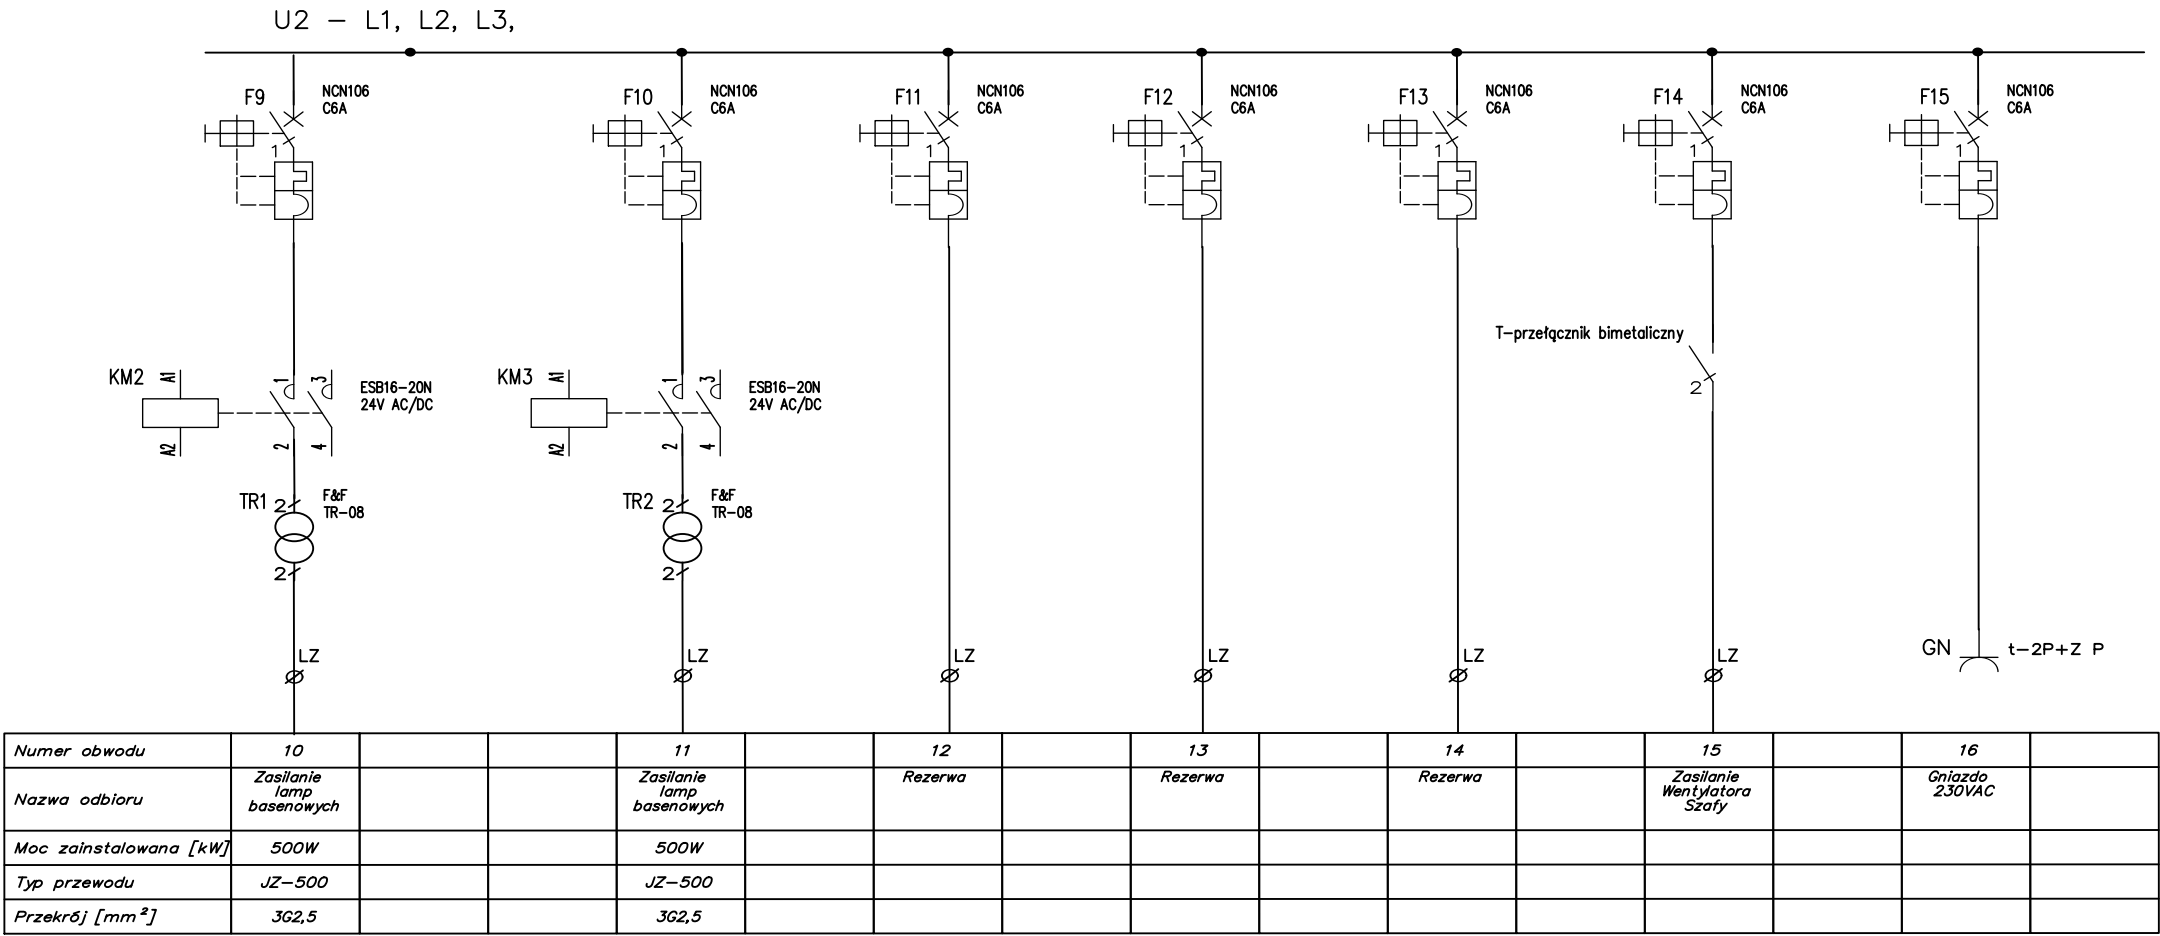 U2 – L1, L2, L3,
F9
NCN106
C6A
1
F10
NCN106
C6A
1
F11
NCN106
C6A
1
F12
NCN106
C6A
1
F13
NCN106
C6A
1
F14
NCN106
C6A
1
F15
NCN106
C6A
1
T–przełącznik bimetaliczny
2
KM2
A1
A2
1
3
2
4
ESB16–20N
24V AC/DC
KM3
A1
A2
1
3
2
4
ESB16–20N
24V AC/DC
TR1
2
F&F
TR–08
2
TR2
2
F&F
TR–08
2
LZ
LZ
LZ
LZ
LZ
LZ
GN
t–2P+Z P
Numer obwodu 10 11 12 13 14 15 16
Nazwa odbioru
Zasilanie
lamp
basenowych
Zasilanie
lamp
basenowych
Rezerwa
Rezerwa
Rezerwa
Zasilanie
Wentylatora
Szafy
Gniazdo
230VAC
Moc zainstalowana [kW] 500W 500W
Typ przewodu JZ–500 JZ–500
Przekrój [mm²] 3G2,5 3G2,5